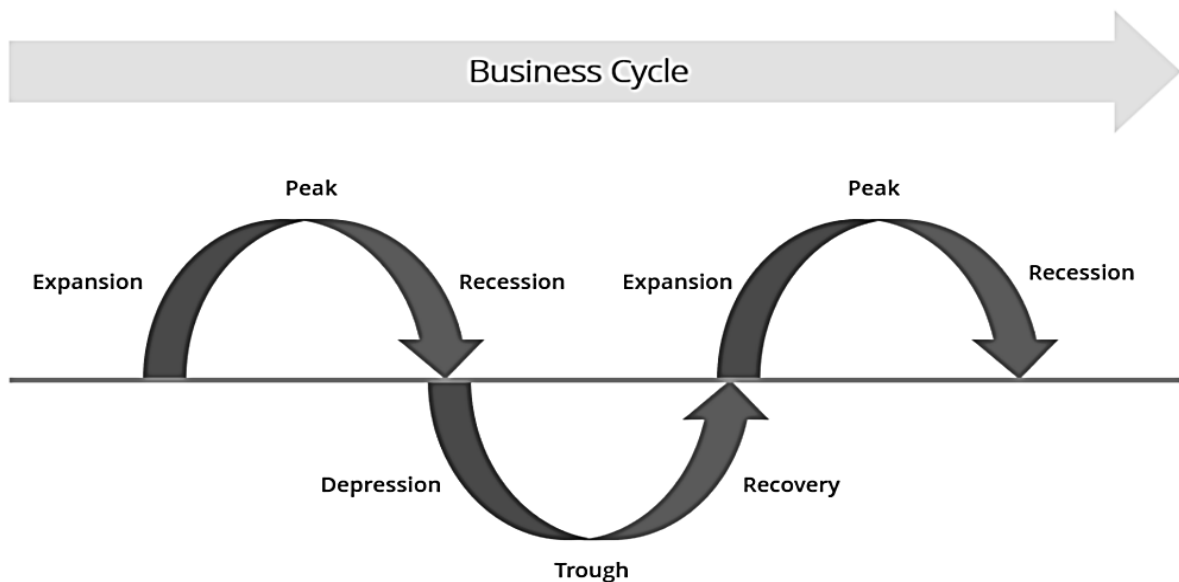 Business Cycle
Peak
Peak
Expansion
Recession
Expansion
Recession
Depression
Recovery
Trough